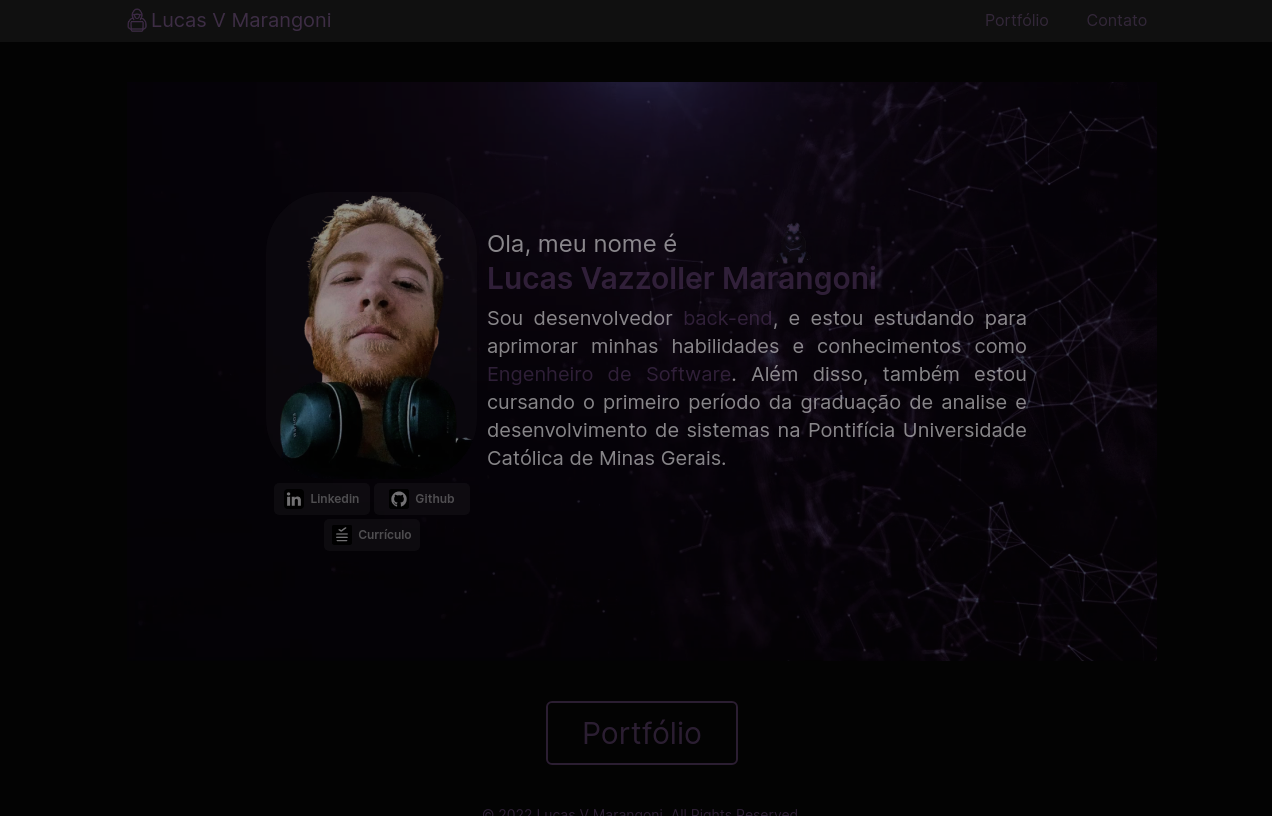 Lucas V Marangoni
Portfólio
Contato
Ola, meu nome é
Lucas Vazzoller Marangoni
Sou desenvolvedor back-end, e estou estudando para
aprimorar minhas habilidades e conhecimentos como
Engenheiro de Software. Além disso, também estou
cursando o primeiro período da graduação de analise e
desenvolvimento de sistemas na Pontifícia Universidade
Católica de Minas Gerais.
Linkedin
Github
Currículo
Portfólio
© 2022 Lucas V Marangoni. All Rights Reserved